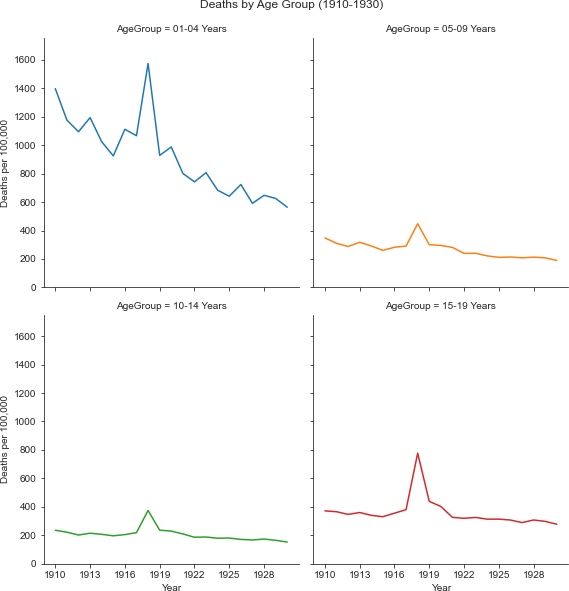 Deaths by Age Group (1910-1930)
AgeGroup = 01-04 Years
AgeGroup = 05-09 Years
Deaths per 100,000
1600
1400
1200
1000
800
600
400
200
0
AgeGroup = 10-14 Years
AgeGroup = 15-19 Years
Deaths per 100,000
1600
1400
1200
1000
800
600
400
200
0
1910 1913 1916 1919 1922 1925 1928
Year
1910 1913 1916 1919 1922 1925 1928
Year